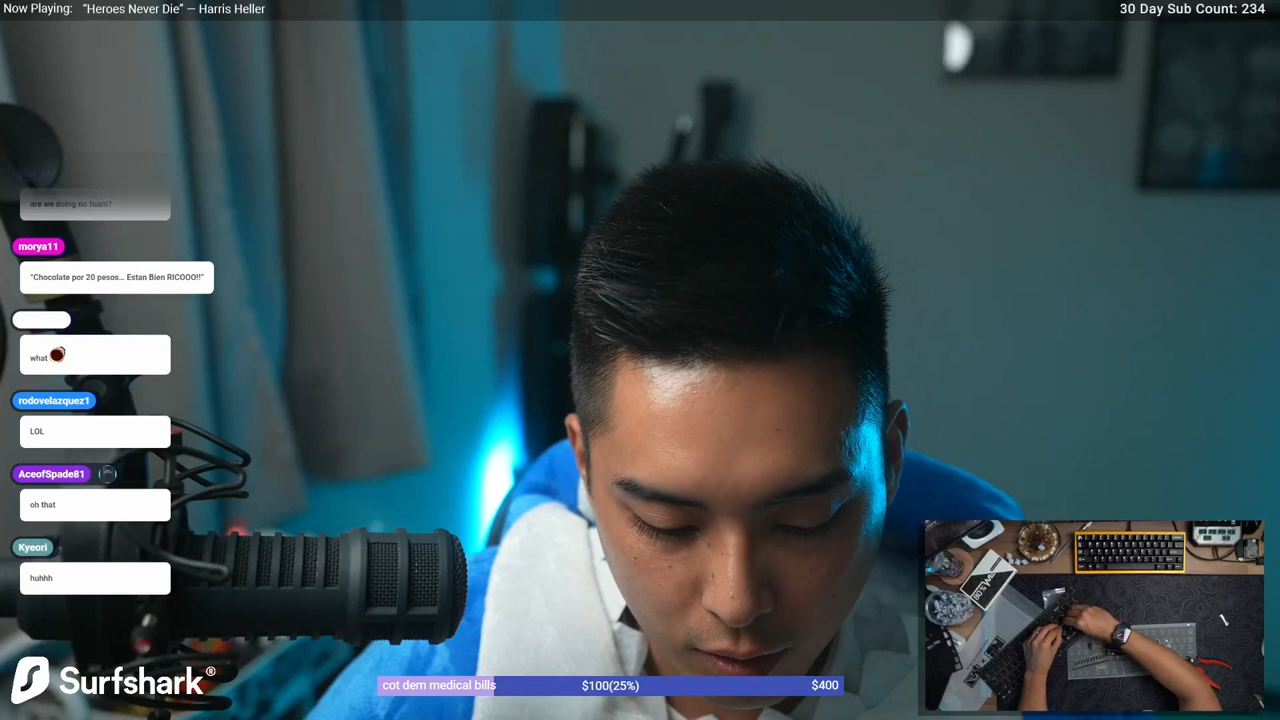 Now Playing: "Heroes Never Die" — Harris Heller
30 Day Sub Count: 234
are we doing no foam?
morya11
"Chocolate por 20 pesos... Estan Bien RICOOO!!"
what
rodovelazquez1
LOL
AceofSpade81
oh that
Kyeori
huhhh
Surfshark®
cot dem medical bills
$100(25%)
$400